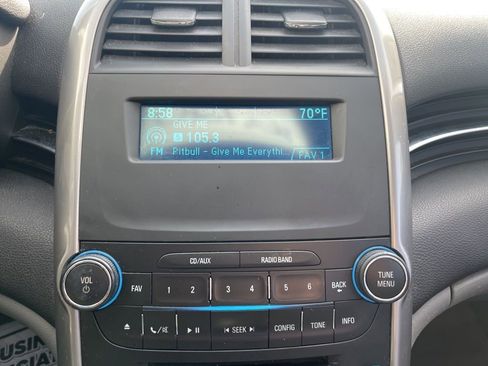 8:58 70°F
GIVE ME
105.3
FM Pitbull - Give Me Everythi... FAV 1
CD/AUX RADIO BAND
VOL FAV 1 2 3 4 5 6 BACK TUNE MENU
SEEK CONFIG TONE INFO
USIN